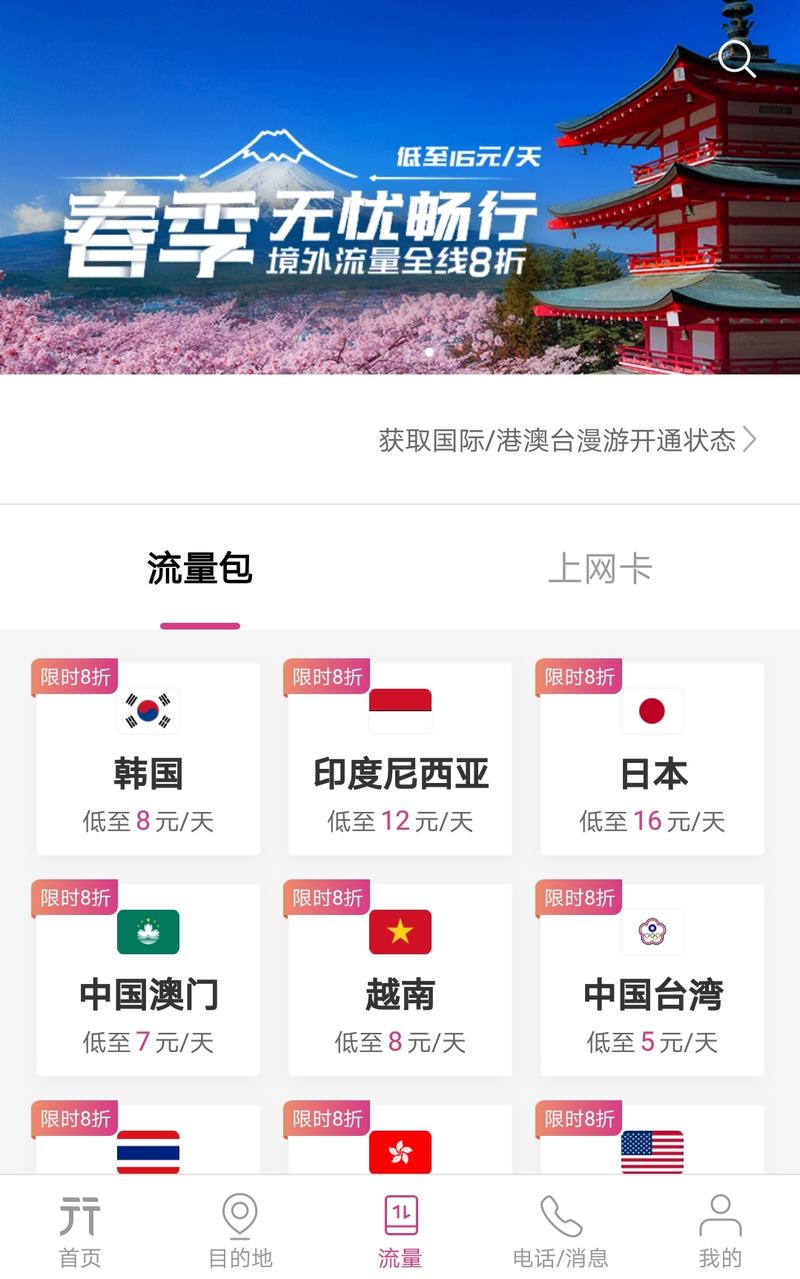 低至16元/天
春季无忧畅行
境外流量全线8折
获取国际/港澳台漫游开通状态
流量包 上网卡
限时8折 限时8折 限时8折
韩国 印度尼西亚 日本
低至8元/天 低至12元/天 低至16元/天
限时8折 限时8折 限时8折
中国澳门 越南 中国台湾
低至7元/天 低至8元/天 低至5元/天
限时8折 限时8折 限时8折
首页 目的地 流量 电话/消息 我的